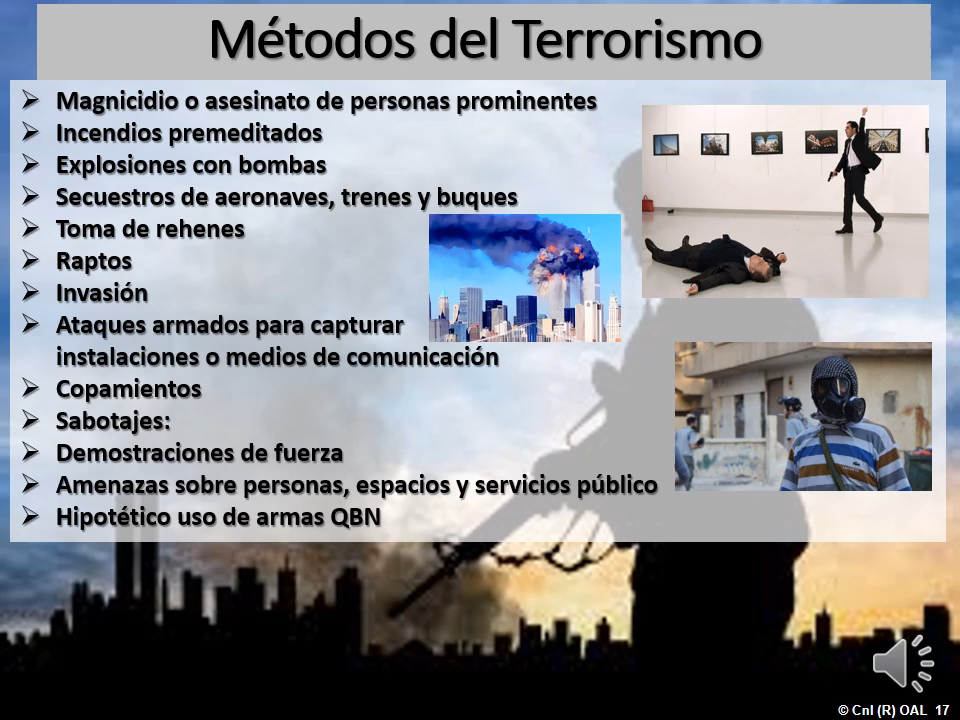 Métodos del Terrorismo
Magnicidio o asesinato de personas prominentes
Incendios premeditados
Explosiones con bombas
Secuestros de aeronaves, trenes y buques
Toma de rehenes
Raptos
Invasión
Ataques armados para capturar
instalaciones o medios de comunicación
Copamientos
Sabotajes:
Demostraciones de fuerza
Amenazas sobre personas, espacios y servicios público
Hipotético uso de armas QBN
© Cnl (R) OAL 17